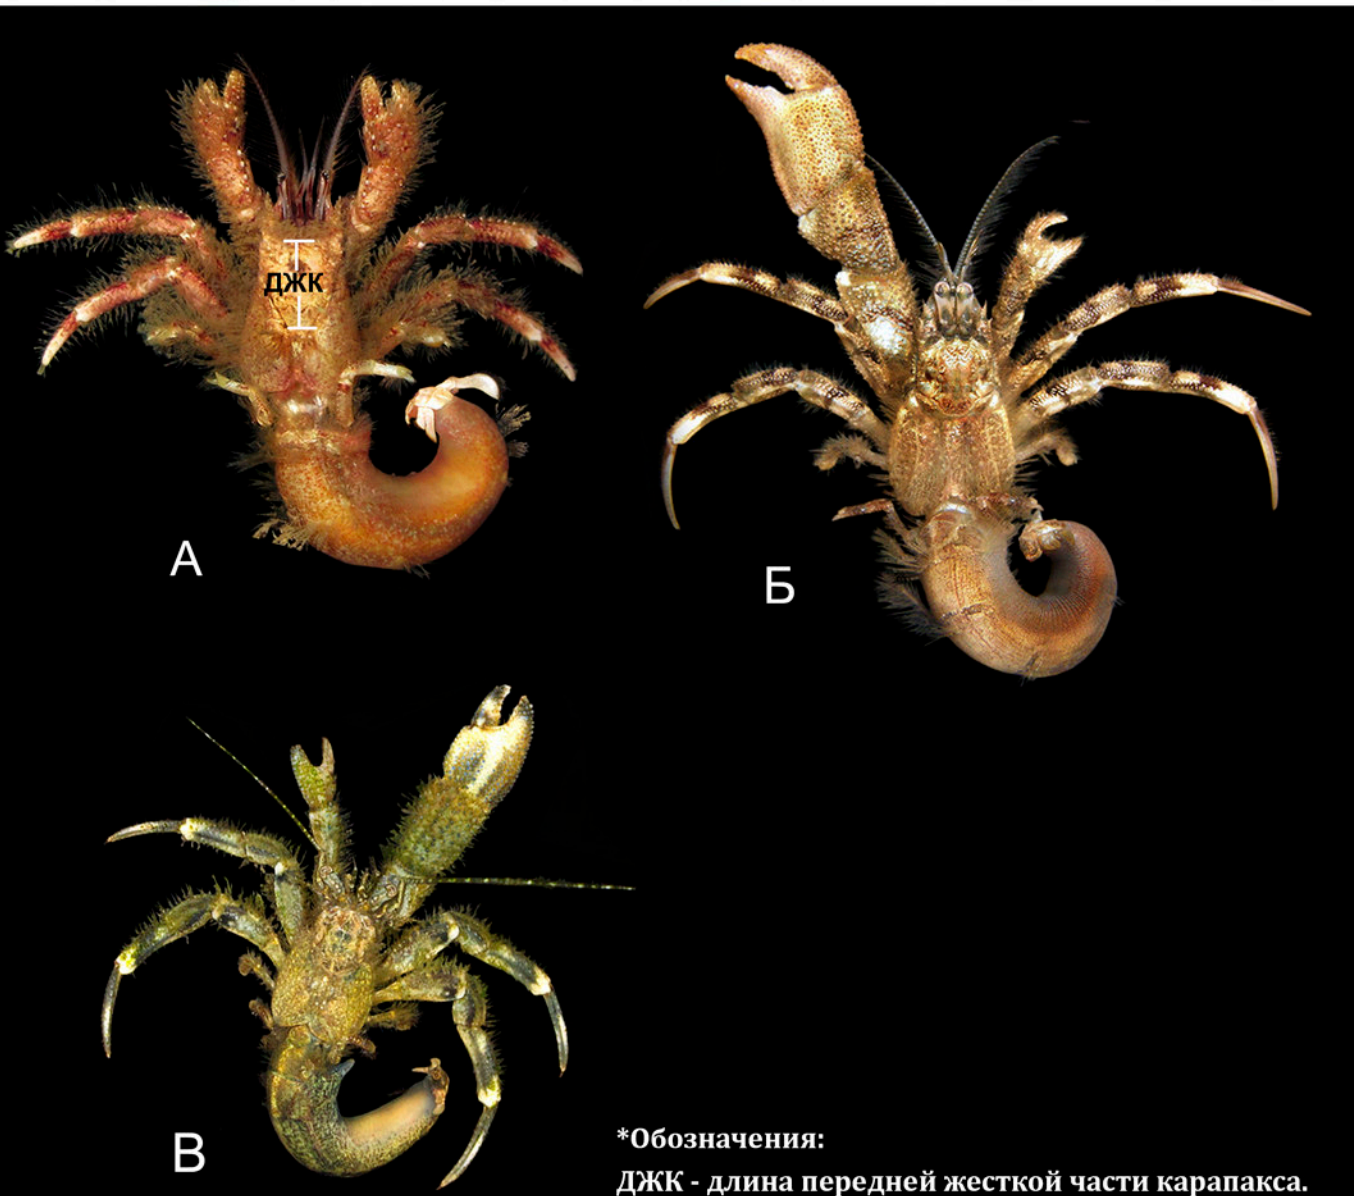 ДЖК
А
Б
В
*Обозначения:
ДЖК - длина передней жесткой части карапакса.